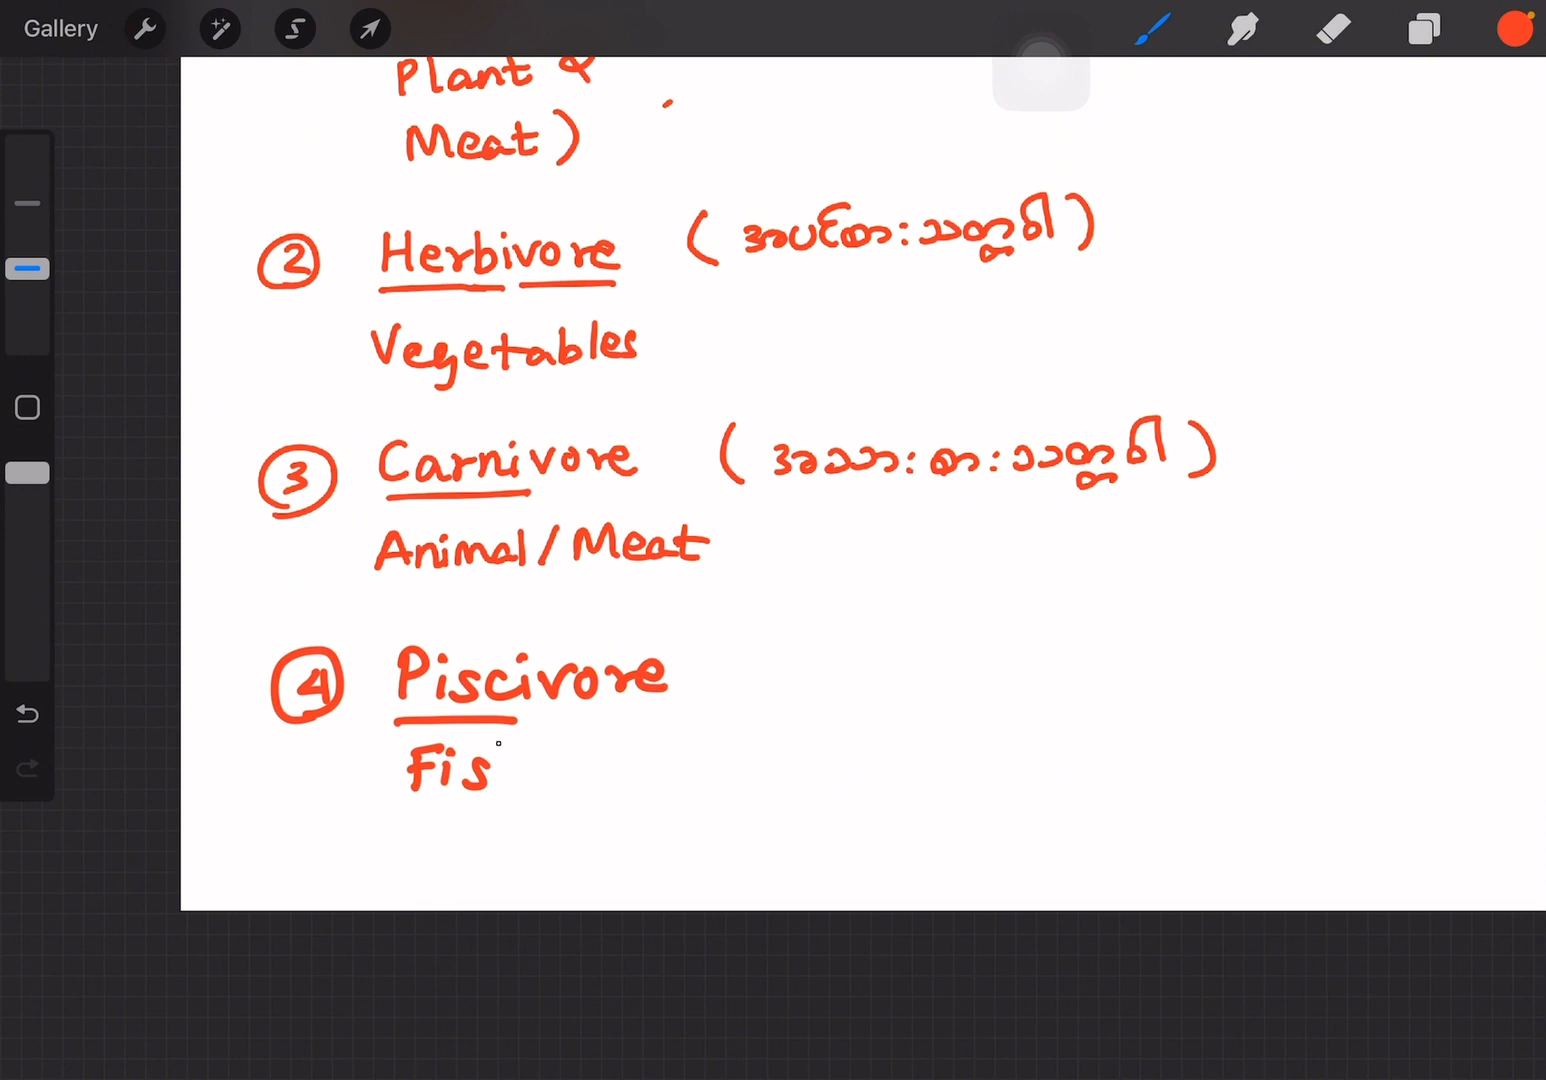 Gallery
Plant &
Meat)
② Herbivore (အပင်စား သတ္တဝါ)
Vegetables
③ Carnivore (အသားစားသတ္တဝါ)
Animal/Meat
④ Piscivore
Fis